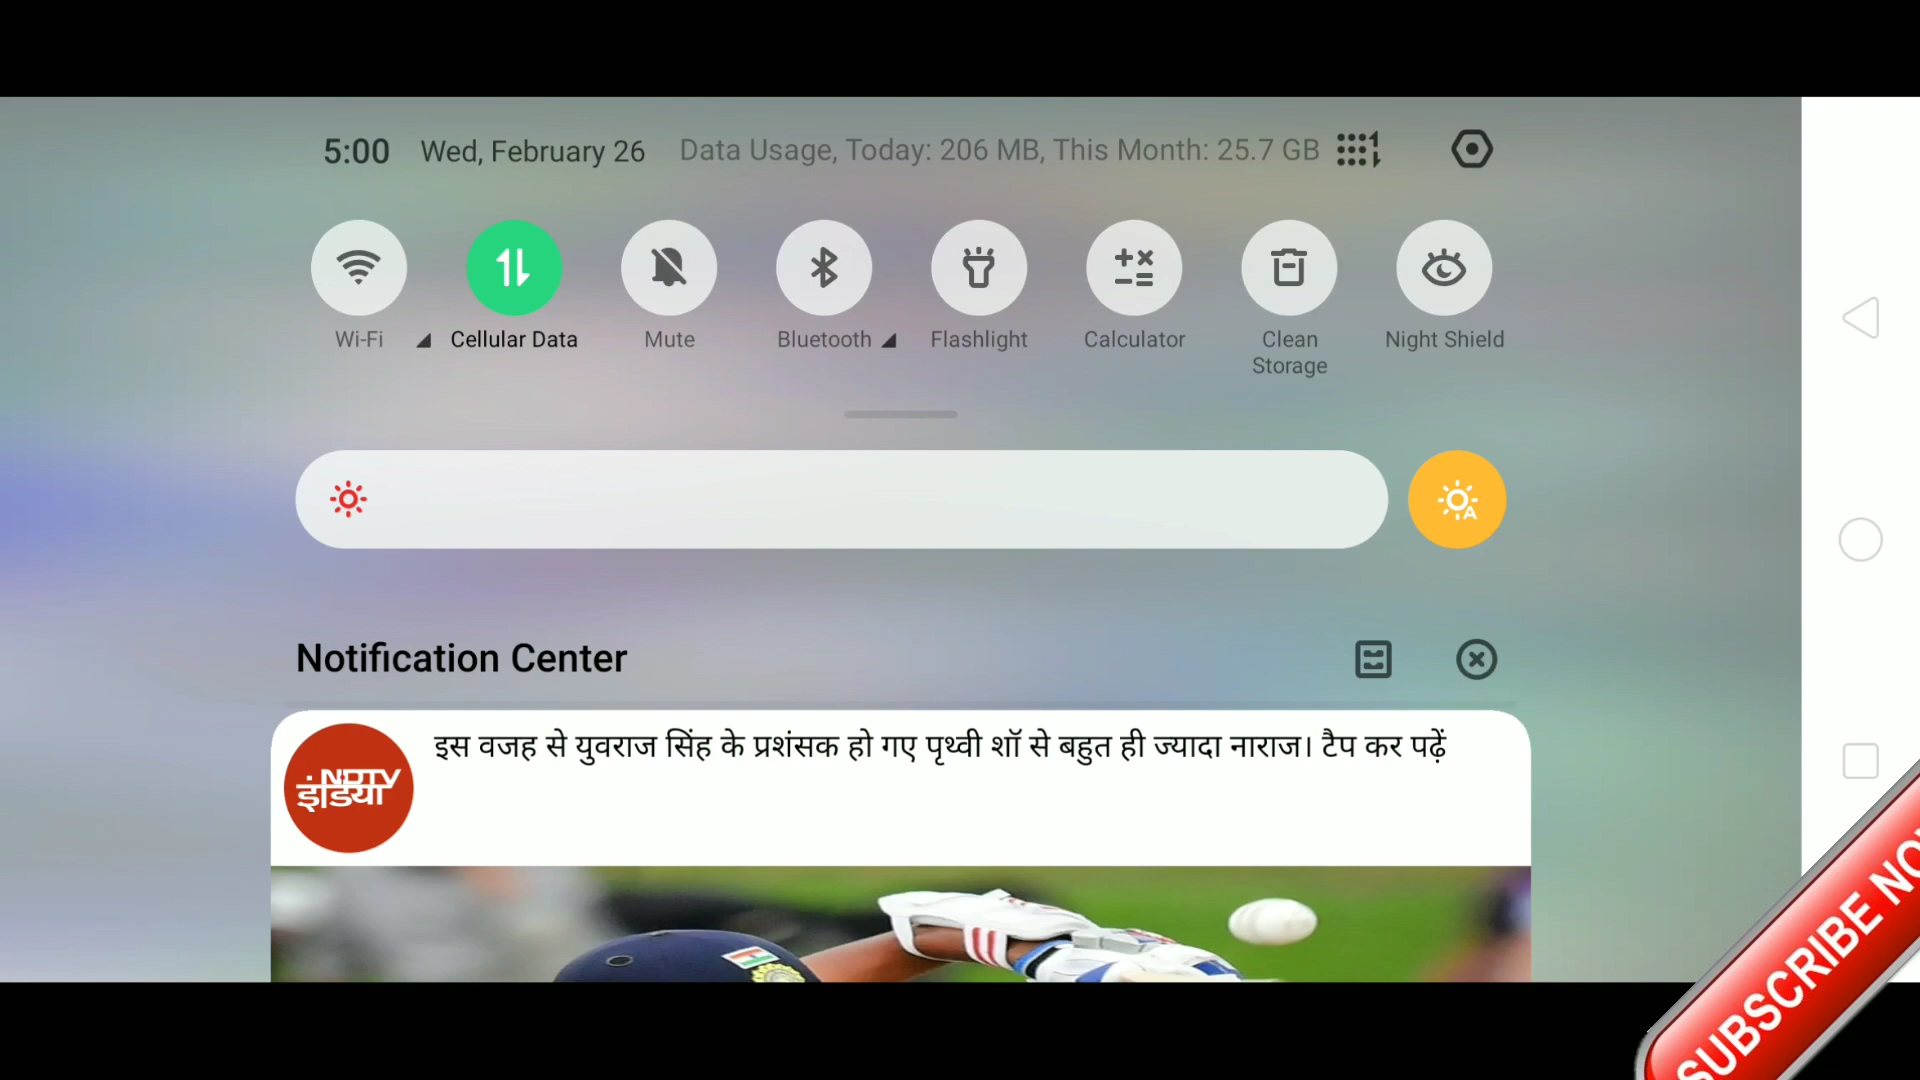 5:00 Wed, February 26 Data Usage, Today: 206 MB, This Month: 25.7 GB
Wi-Fi Cellular Data Mute Bluetooth Flashlight Calculator Clean Storage Night Shield
Notification Center
इस वजह से युवराज सिंह के प्रशंसक हो गए पृथ्वी शॉ से बहुत ही ज्यादा नाराज। टैप कर पढ़ें
NDTV
इंडिया
SUBSCRIBE NO